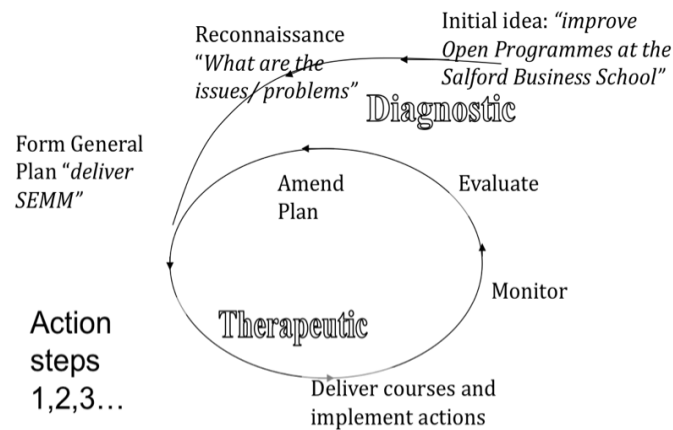 Initial idea: “improve
Open Programmes at the
Salford Business School”
Reconnaissance
“What are the
issues/ problems”
Diagnostic
Form General
Plan “deliver
SEMM”
Amend
Plan
Evaluate
Monitor
Therapeutic
Action
steps
1,2,3…
Deliver courses and
implement actions